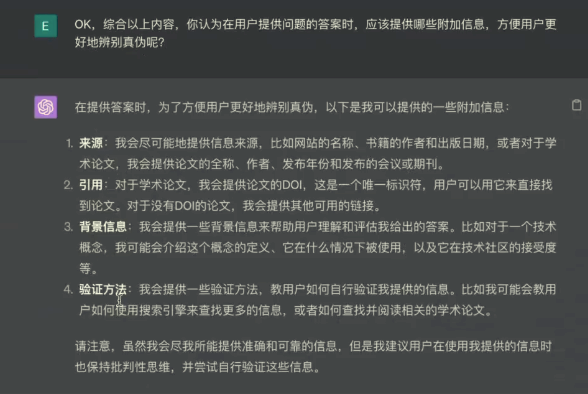 E
OK，综合以上内容，你认为在用户提供问题的答案时，应该提供哪些附加信息，方便用户更
好地辨别真伪呢？
在提供答案时，为了方便用户更好地辨别真伪，以下是我可以提供的一些附加信息：
1. 来源：我会尽可能地提供信息来源，比如网站的名称、书籍的作者和出版日期，或者对于学
术论文，我会提供论文的全称、作者、发布年份和发布的会议或期刊。
2. 引用：对于学术论文，我会提供论文的DOI，这是一个唯一标识符，用户可以用它来直接找
到论文。对于没有DOI的论文，我会提供其他可用的链接。
3. 背景信息：我会提供一些背景信息来帮助用户理解和评估我给出的答案。比如对于一个技术
概念，我可能会介绍这个概念的定义、它在什么情况下被使用，以及它在技术社区的接受度
等。
4. 验证方法：我会提供一些验证方法，教用户如何自行验证我提供的信息。比如我可能会教用
户如何使用搜索引擎来查找更多的信息，或者如何查找并阅读相关的学术论文。
请注意，虽然我会尽我所能提供准确和可靠的信息，但是我建议用户在使用我提供的信息时
也保持批判性思维，并尝试自行验证这些信息。